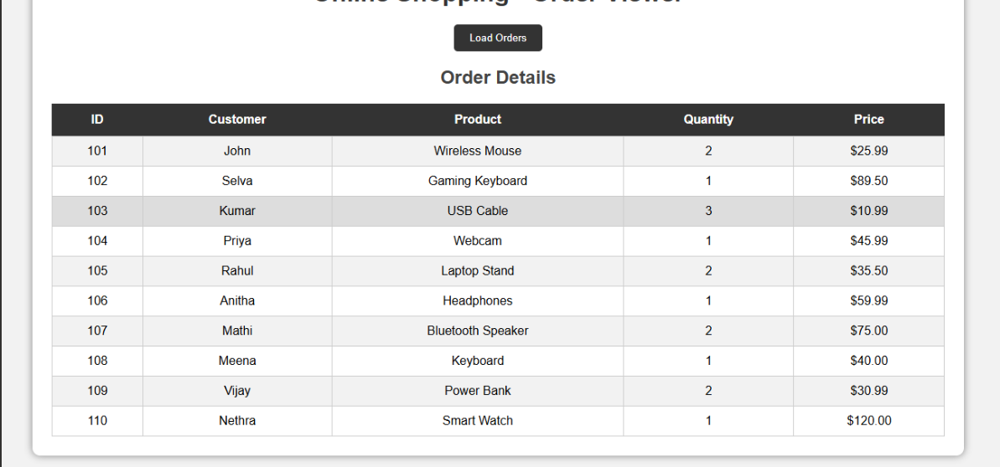 Online Shopping - Order Viewer
Load Orders
Order Details
ID Customer Product Quantity Price
101 John Wireless Mouse 2 $25.99
102 Selva Gaming Keyboard 1 $89.50
103 Kumar USB Cable 3 $10.99
104 Priya Webcam 1 $45.99
105 Rahul Laptop Stand 2 $35.50
106 Anitha Headphones 1 $59.99
107 Mathi Bluetooth Speaker 2 $75.00
108 Meena Keyboard 1 $40.00
109 Vijay Power Bank 2 $30.99
110 Nethra Smart Watch 1 $120.00